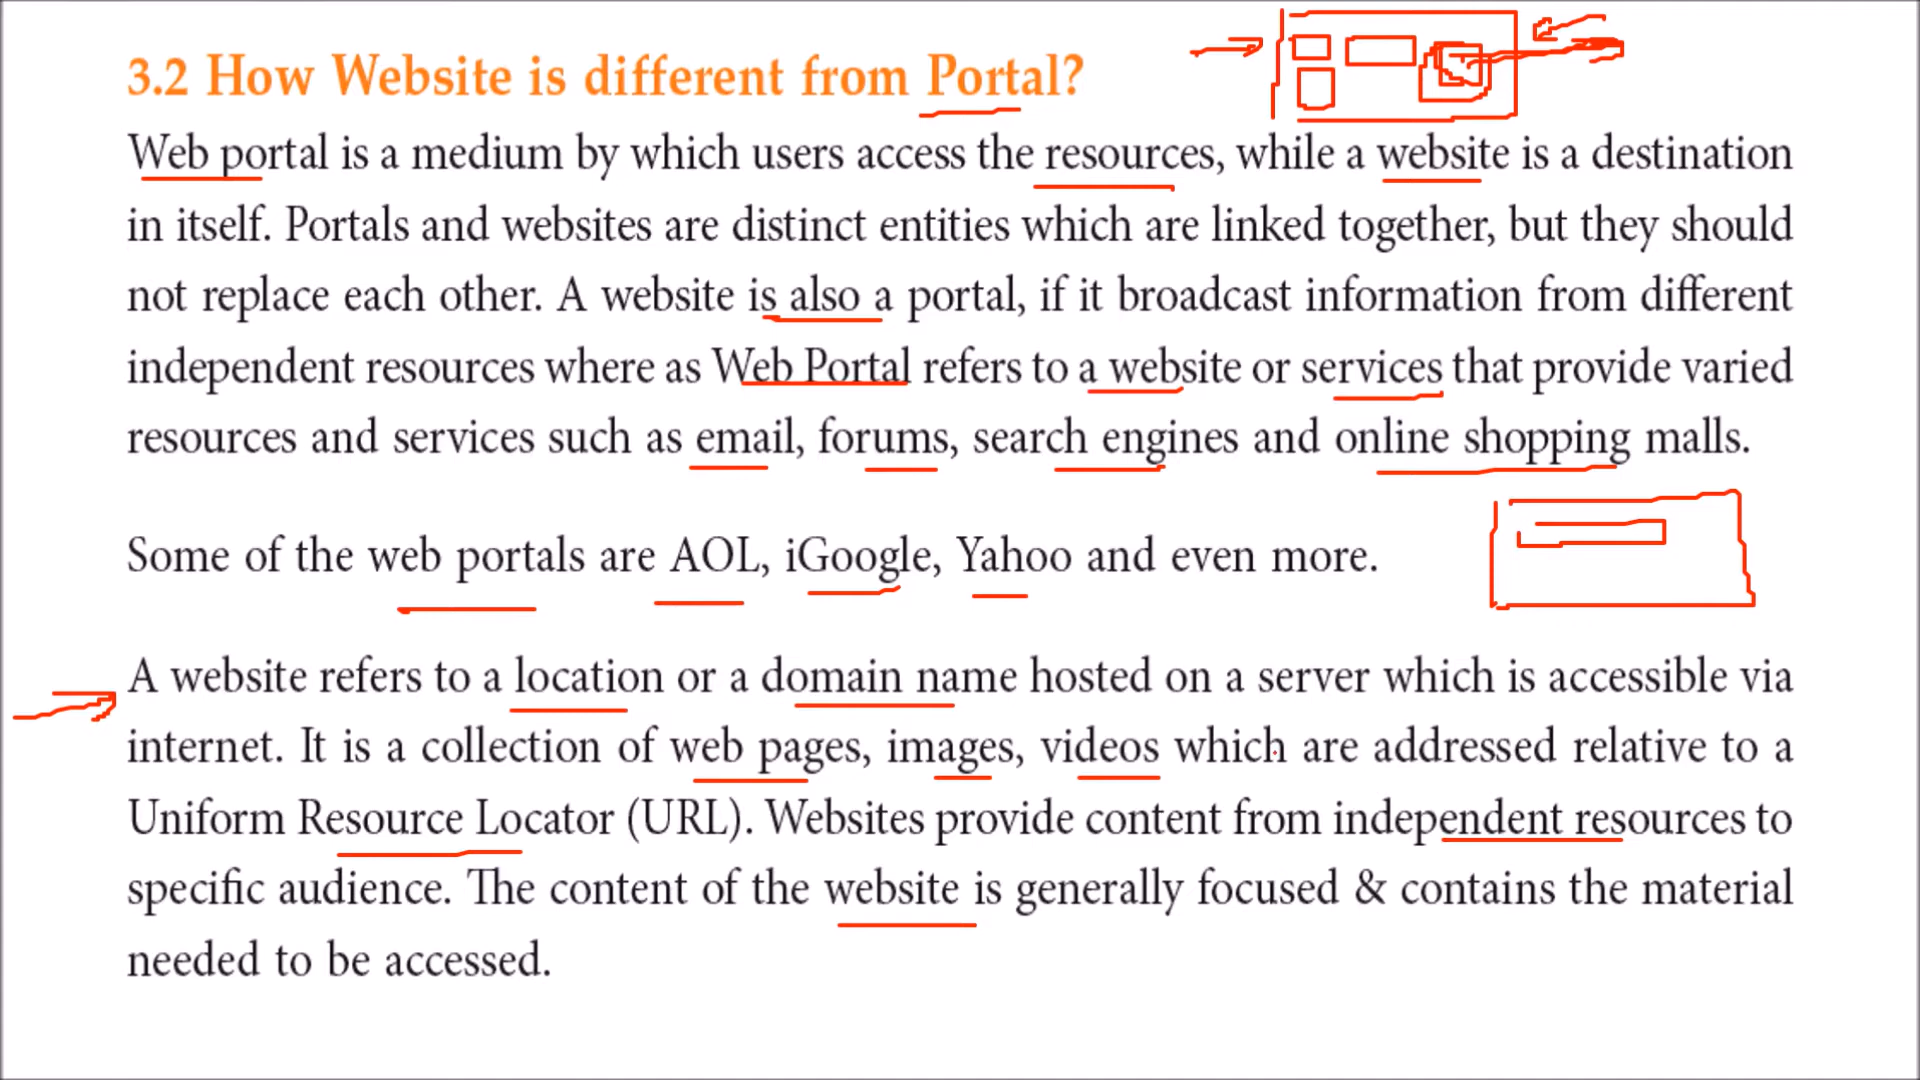 3.2 How Website is different from Portal?
Web portal is a medium by which users access the resources, while a website is a destination
in itself. Portals and websites are distinct entities which are linked together, but they should
not replace each other. A website is also a portal, if it broadcast information from different
independent resources where as Web Portal refers to a website or services that provide varied
resources and services such as email, forums, search engines and online shopping malls.
Some of the web portals are AOL, iGoogle, Yahoo and even more.
A website refers to a location or a domain name hosted on a server which is accessible via
internet. It is a collection of web pages, images, videos which are addressed relative to a
Uniform Resource Locator (URL). Websites provide content from independent resources to
specific audience. The content of the website is generally focused & contains the material
needed to be accessed.